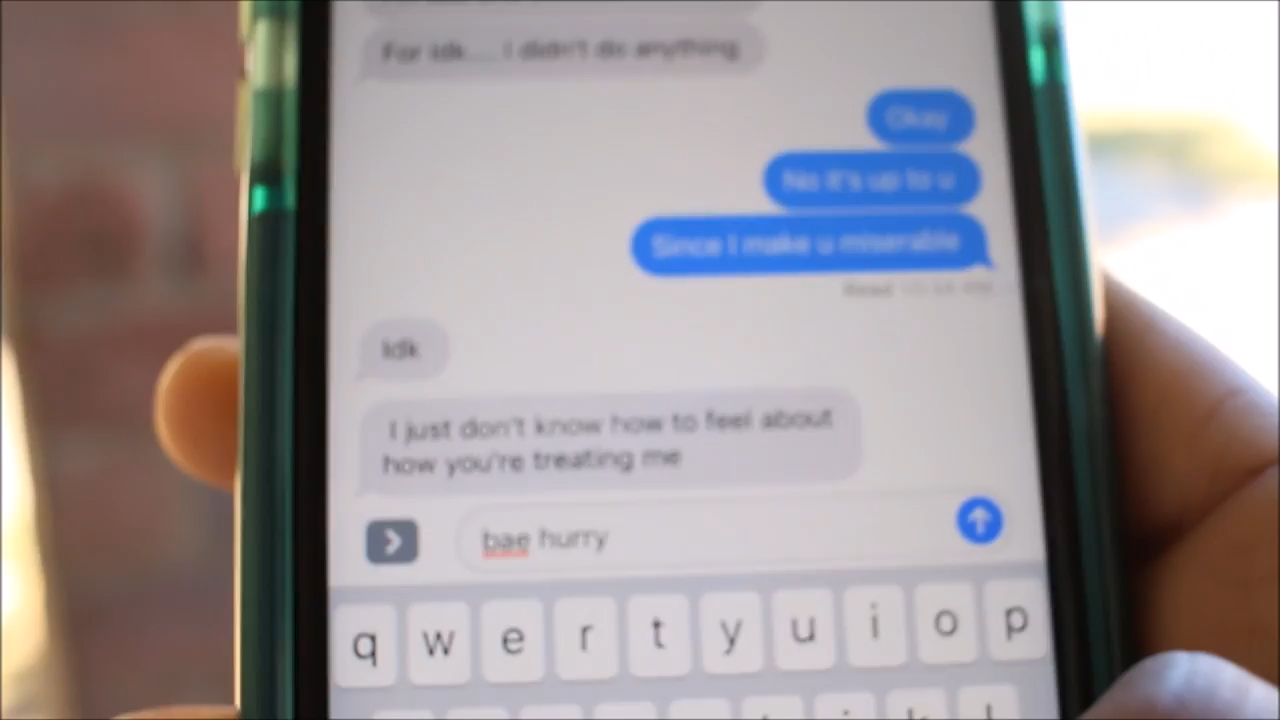 For idk.... I didn't do anything
Okay
No it's up to u
Since I make u miserable
Read
Idk
I just don't know how to feel about
how you're treating me
bae hurry
q w e r t y u i o p